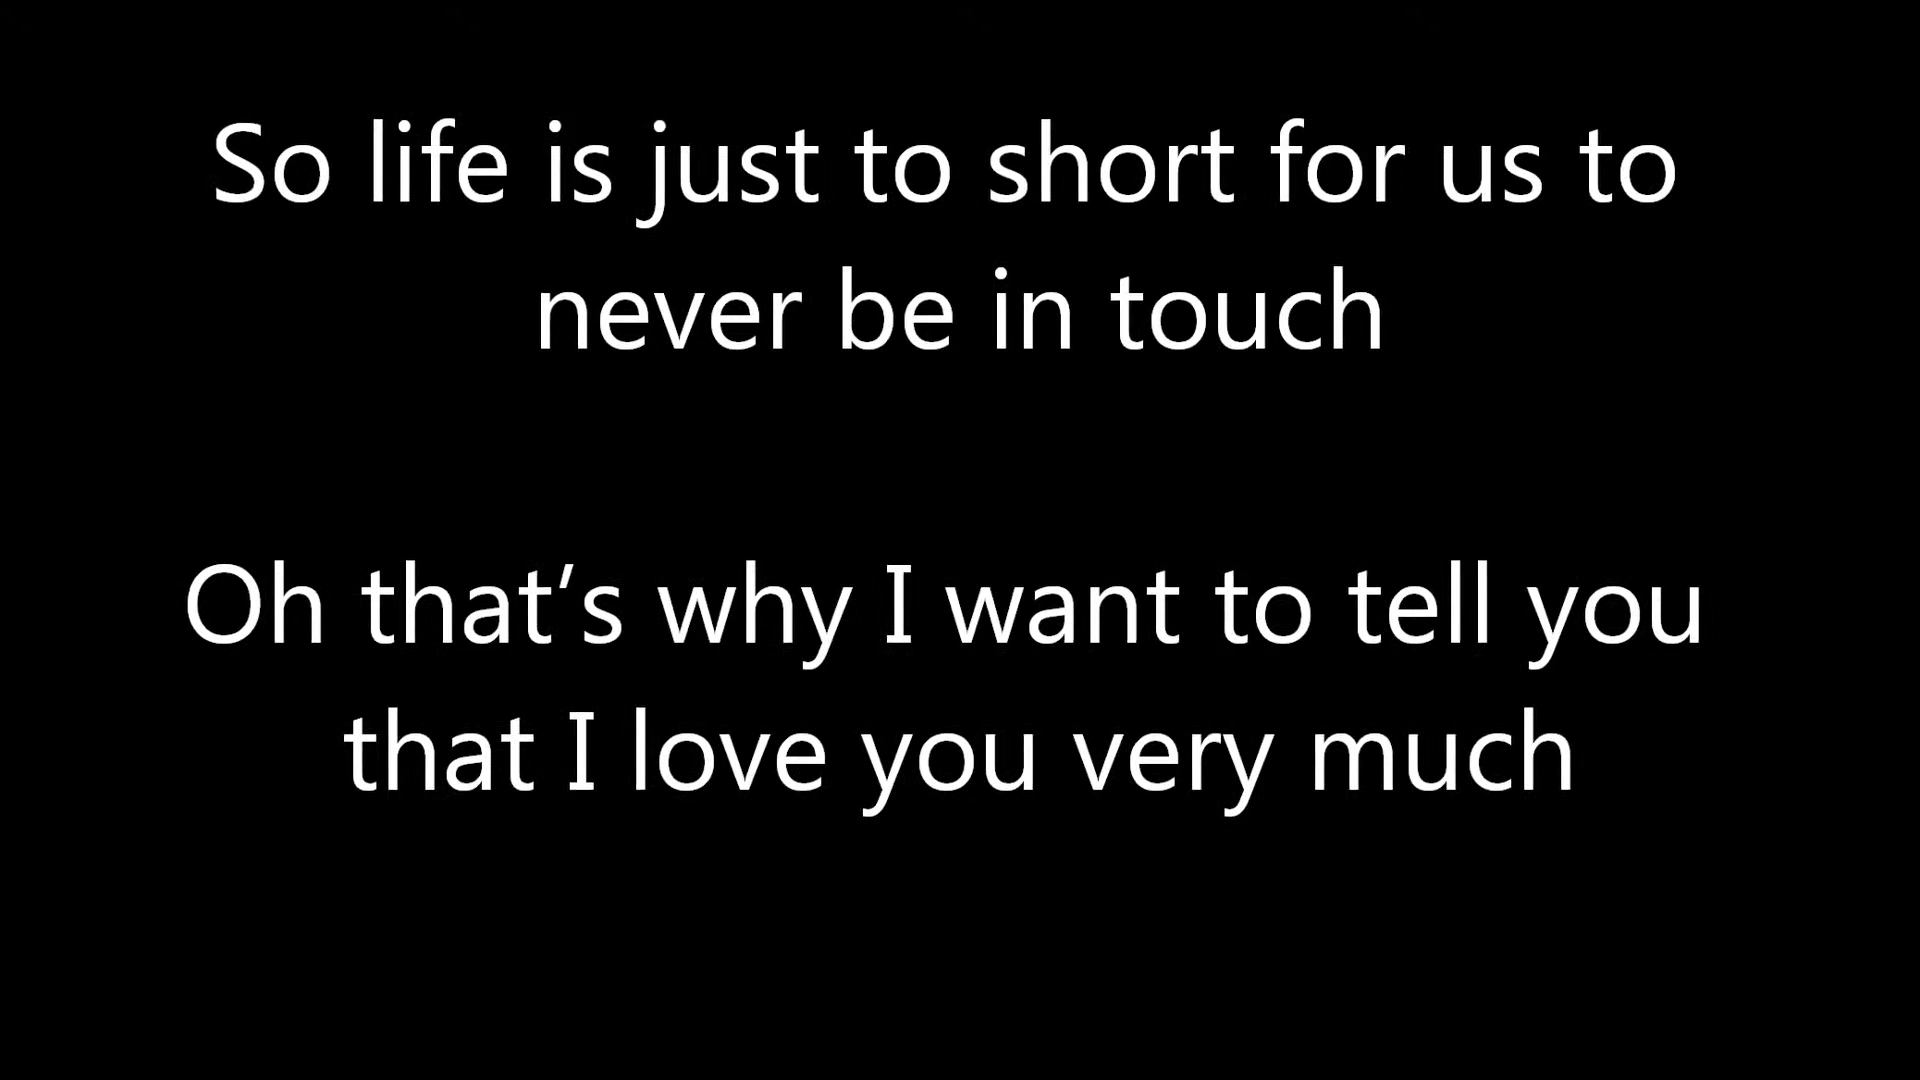 So life is just to short for us to
never be in touch
Oh that’s why I want to tell you
that I love you very much